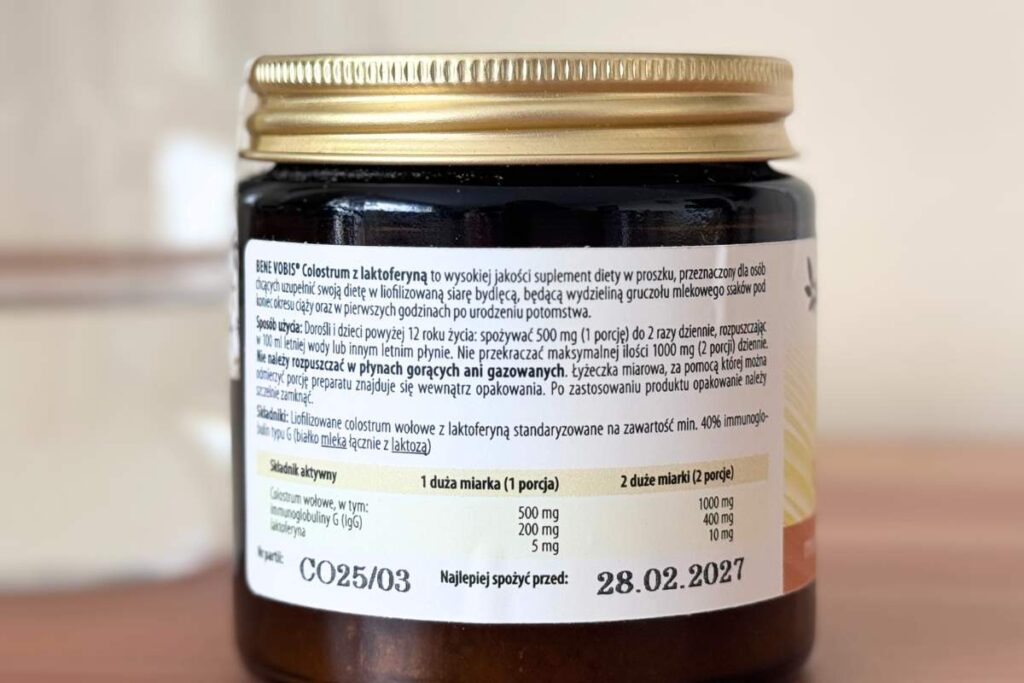 BENE VOBIS® Colostrum z laktoferyną to wysokiej jakości suplement diety w proszku, przeznaczony dla osób
chcących uzupełnić swoją dietę w liofilizowaną siarę bydlęcą, będącą wydzieliną gruczołu mlekowego ssaków pod
koniec okresu ciąży oraz w pierwszych godzinach po urodzeniu potomstwa.
Sposób użycia: Dorośli i dzieci powyżej 12 roku życia: spożywać 500 mg (1 porcję) do 2 razy dziennie, rozpuszczając
w 100 ml letniej wody lub innym letnim płynie. Nie przekraczać maksymalnej ilości 1000 mg (2 porcji) dziennie.
Nie należy rozpuszczać w płynach gorących ani gazowanych. Łyżeczka miarowa, za pomocą której można
odmierzyć porcję preparatu znajduje się wewnątrz opakowania. Po zastosowaniu produktu opakowanie należy
szczelnie zamknąć.
Składniki: Liofilizowane colostrum wołowe z laktoferyną standaryzowane na zawartość min. 40% immunoglo-
bulin typu G (białko mleka łącznie z laktozą)
Składnik aktywny 1 duża miarka (1 porcja) 2 duże miarki (2 porcje)
Colostrum wołowe, w tym: 500 mg 1000 mg
immunoglobuliny G (IgG) 200 mg 400 mg
laktoferyna 5 mg 10 mg
Nr partii: CO25/03 Najlepiej spożyć przed: 28.02.2027